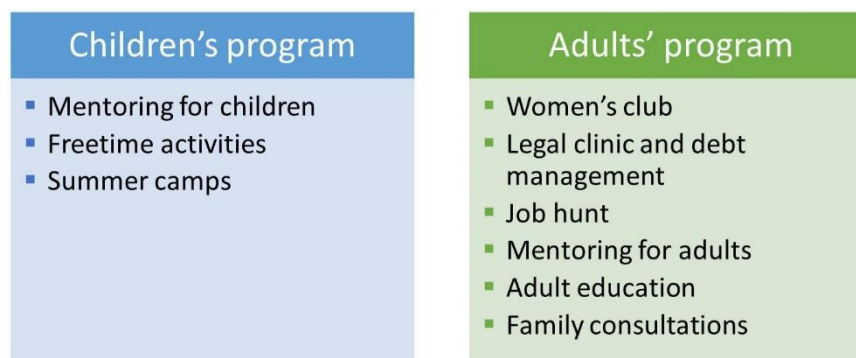 Children's program
Mentoring for children
Freetime activities
Summer camps
Adults' program
Women's club
Legal clinic and debt
management
Job hunt
Mentoring for adults
Adult education
Family consultations